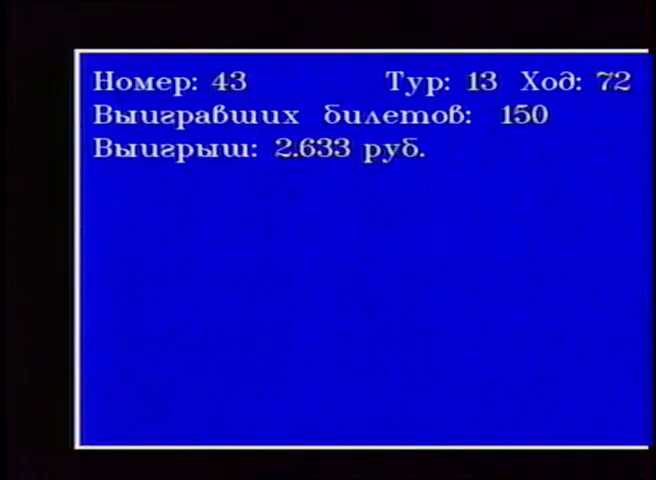 Номер: 43 Тур: 13 Ход: 72
Выигравших билетов: 150
Выигрыш: 2.633 руб.